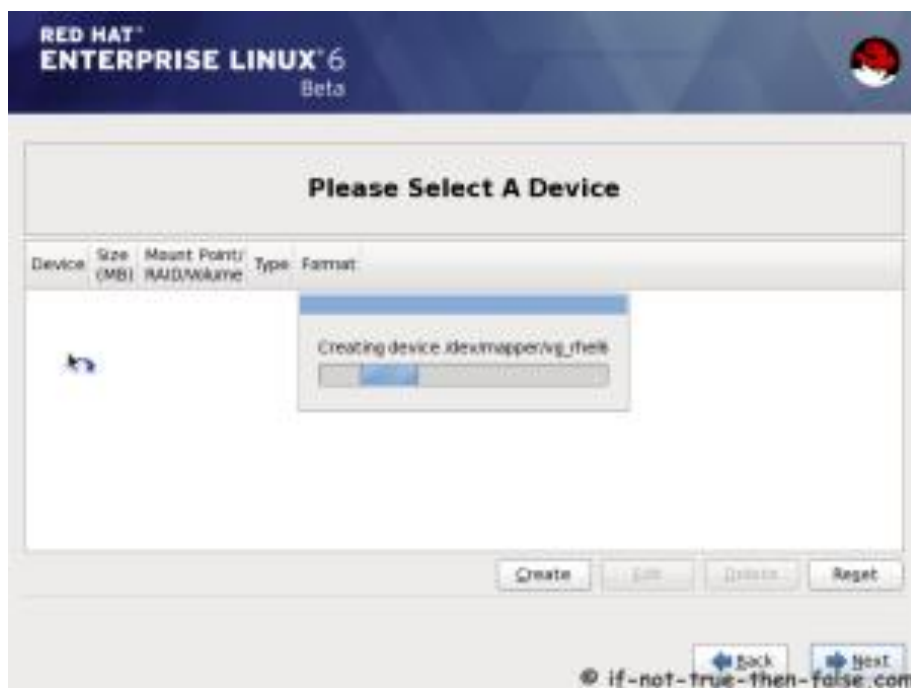 RED HAT
ENTERPRISE LINUX 6
Beta
Please Select A Device
Device Size (MB) Mount Point/ RAID/Volume Type Format
Creating device /dev/mapper/vg_rhel6
Create Edit Delete Reset
Back Next
© if-not-true-then-false.com